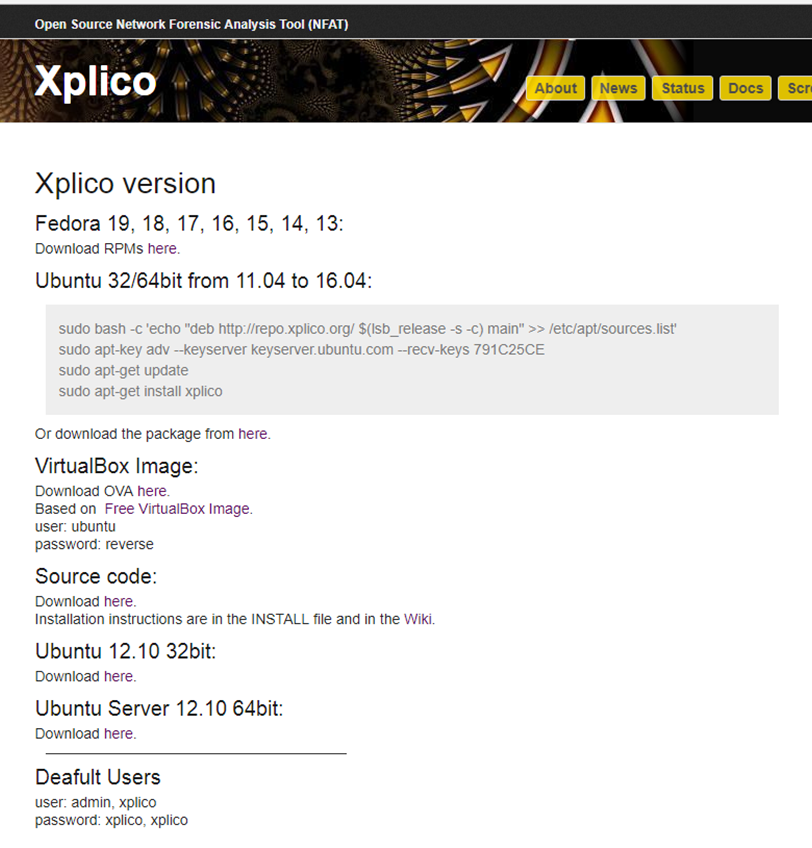 Open Source Network Forensic Analysis Tool (NFAT)
Xplico
About News Status Docs
Xplico version
Fedora 19, 18, 17, 16, 15, 14, 13:
Download RPMs here.
Ubuntu 32/64bit from 11.04 to 16.04:
sudo bash -c 'echo "deb http://repo.xplico.org/ $(lsb_release -s -c) main" >> /etc/apt/sources.list'
sudo apt-key adv --keyserver keyserver.ubuntu.com --recv-keys 791C25CE
sudo apt-get update
sudo apt-get install xplico
Or download the package from here.
VirtualBox Image:
Download OVA here.
Based on Free VirtualBox Image.
user: ubuntu
password: reverse
Source code:
Download here.
Installation instructions are in the INSTALL file and in the Wiki.
Ubuntu 12.10 32bit:
Download here.
Ubuntu Server 12.10 64bit:
Download here.
Deafult Users
user: admin, xplico
password: xplico, xplico